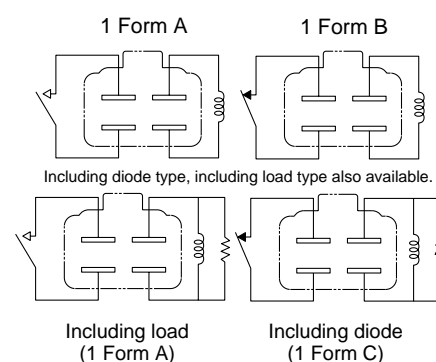 1 Form A
1 Form B
Including diode type, including load type also available.
Including load
(1 Form A)
Including diode
(1 Form C)